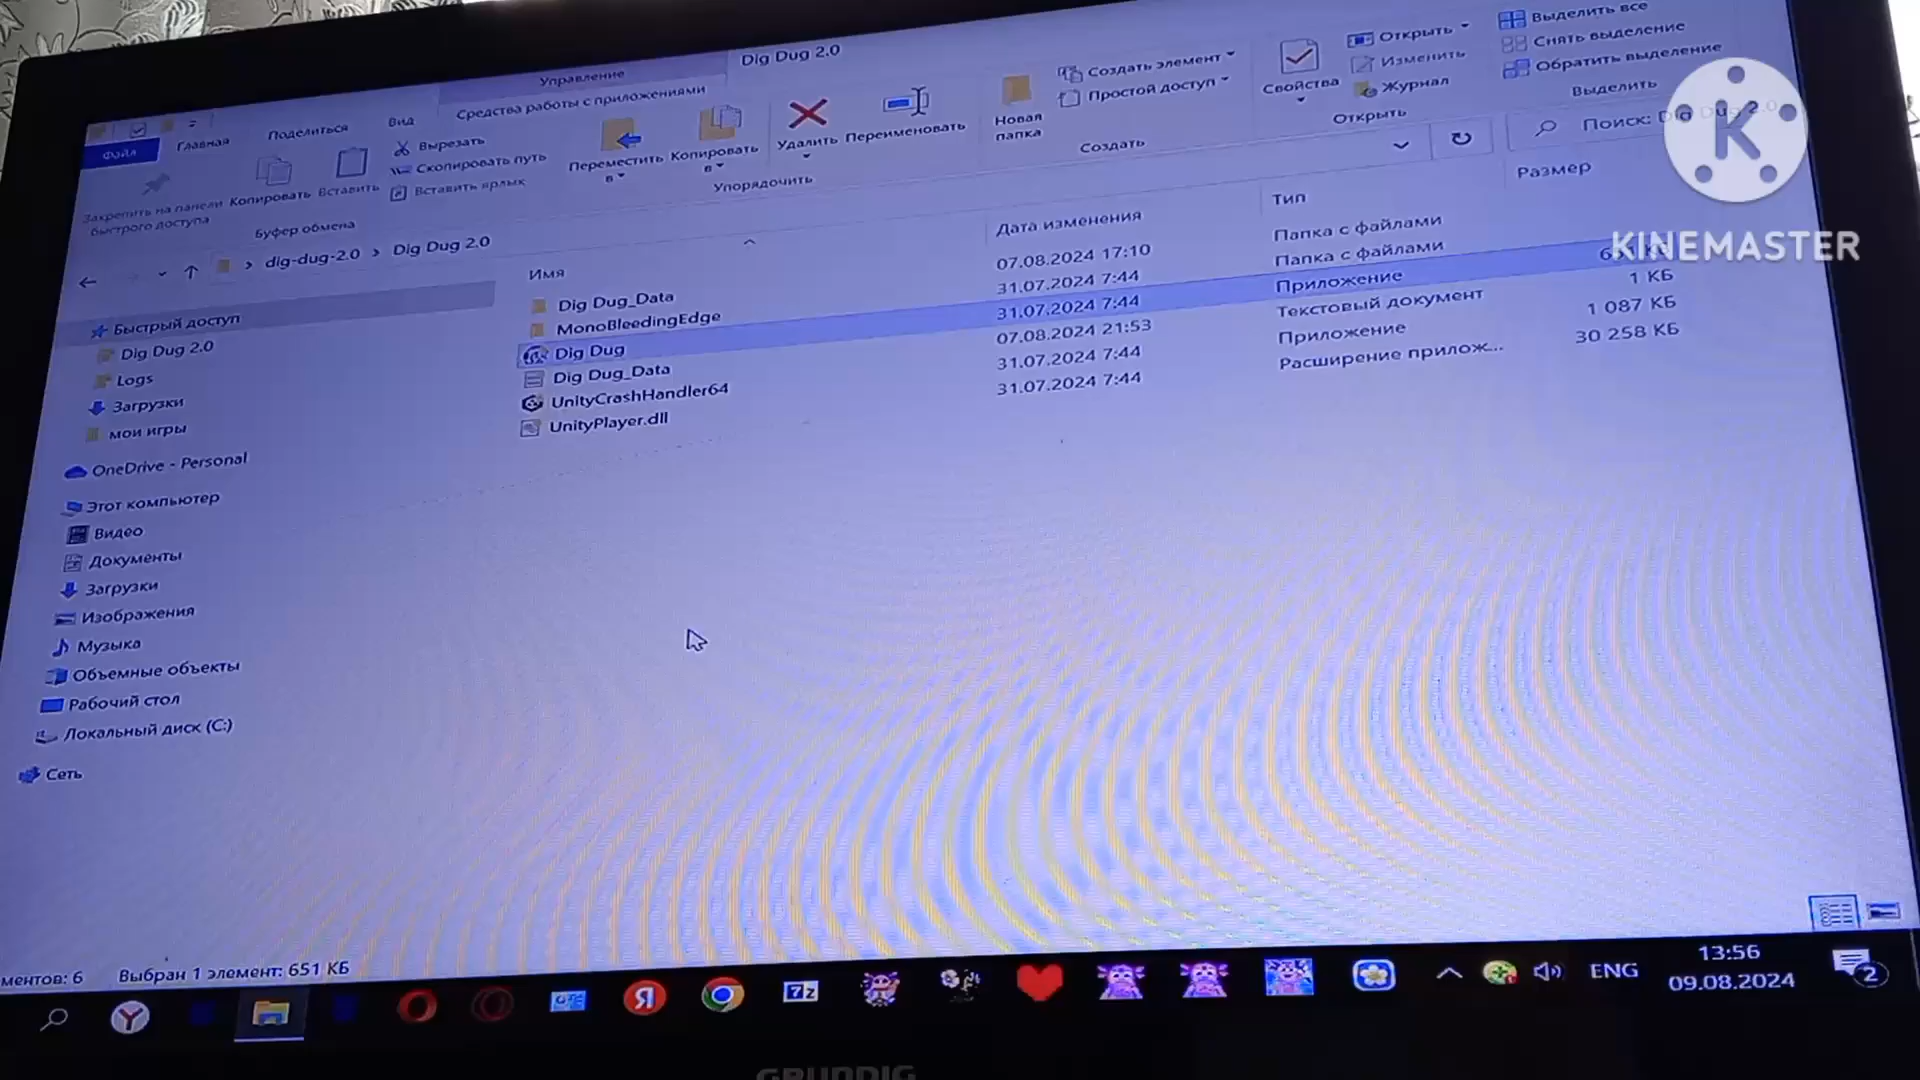 Dig Dug 2.0
Управление
Средства работы с приложениями
Файл
Главная
Поделиться
Вид
Закрепить на панели быстрого доступа
Копировать
Вставить
Вырезать
Скопировать путь
Вставить ярлык
Буфер обмена
Переместить в
Копировать в
Удалить
Переименовать
Упорядочить
Новая папка
Создать элемент
Простой доступ
Создать
Свойства
Открыть
Изменить
Журнал
Открыть
Выделить все
Снять выделение
Обратить выделение
Выделить
KINEMASTER
dig-dug-2.0 > Dig Dug 2.0
Поиск: Dig Dug 2.0
Имя Дата изменения Тип Размер
Dig Dug_Data 07.08.2024 17:10 Папка с файлами
MonoBleedingEdge 31.07.2024 7:44 Папка с файлами
Dig Dug 31.07.2024 7:44 Приложение
Dig Dug_Data 07.08.2024 21:53 Текстовый документ 1 КБ
UnityCrashHandler64 31.07.2024 7:44 Приложение 1 087 КБ
UnityPlayer.dll 31.07.2024 7:44 Расширение прилож... 30 258 КБ
Быстрый доступ
Dig Dug 2.0
Logs
Загрузки
мои игры
OneDrive - Personal
Этот компьютер
Видео
Документы
Загрузки
Изображения
Музыка
Объемные объекты
Рабочий стол
Локальный диск (C:)
Сеть
ментов: 6 Выбран 1 элемент: 651 КБ
7z
ENG
13:56
09.08.2024
2
GRUNDIG